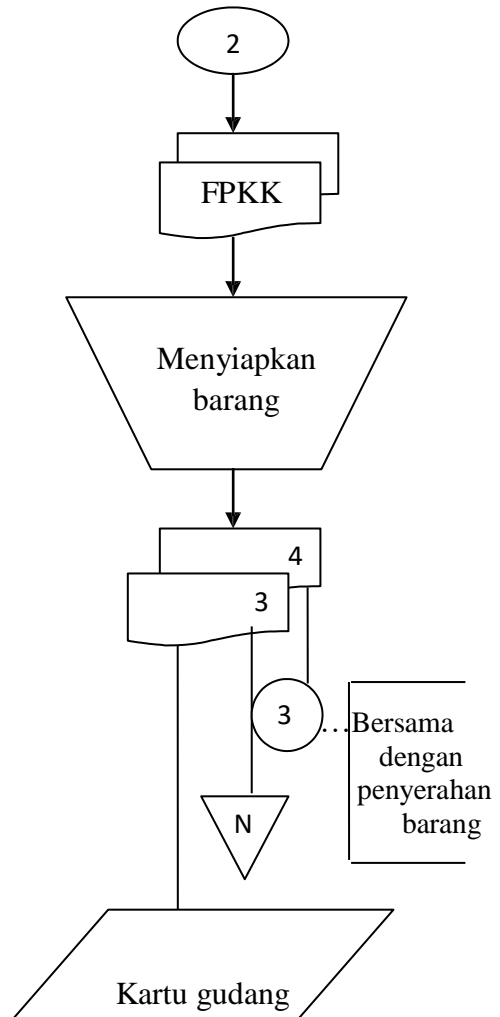 2
FPKK
Menyiapkan
barang
4
3
3
...Bersama
dengan
penyerahan
barang
N
Kartu gudang